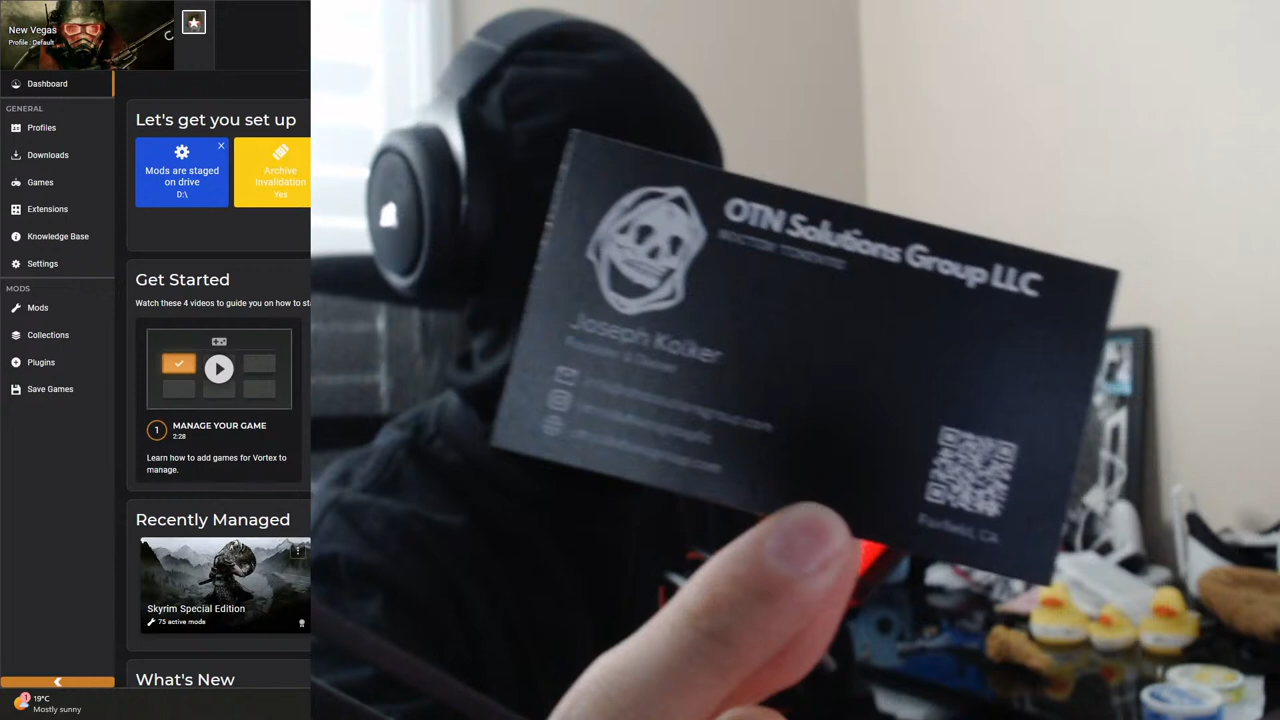 New Vegas
Profile : Default
Dashboard
GENERAL
Profiles
Downloads
Games
Extensions
Knowledge Base
Settings
MODS
Mods
Collections
Plugins
Save Games
19°C
Mostly sunny
1
Let's get you set up
Mods are staged
on drive
D:\
Archive
Invalidation
Yes
Get Started
Watch these 4 videos to guide you on how to
1
MANAGE YOUR GAME
2:28
Learn how to add games for Vortex to
manage.
Recently Managed
Skyrim Special Edition
75 active mods
What's New
OTN Solutions Group LLC
Joseph Kolker
Fairfield, CA